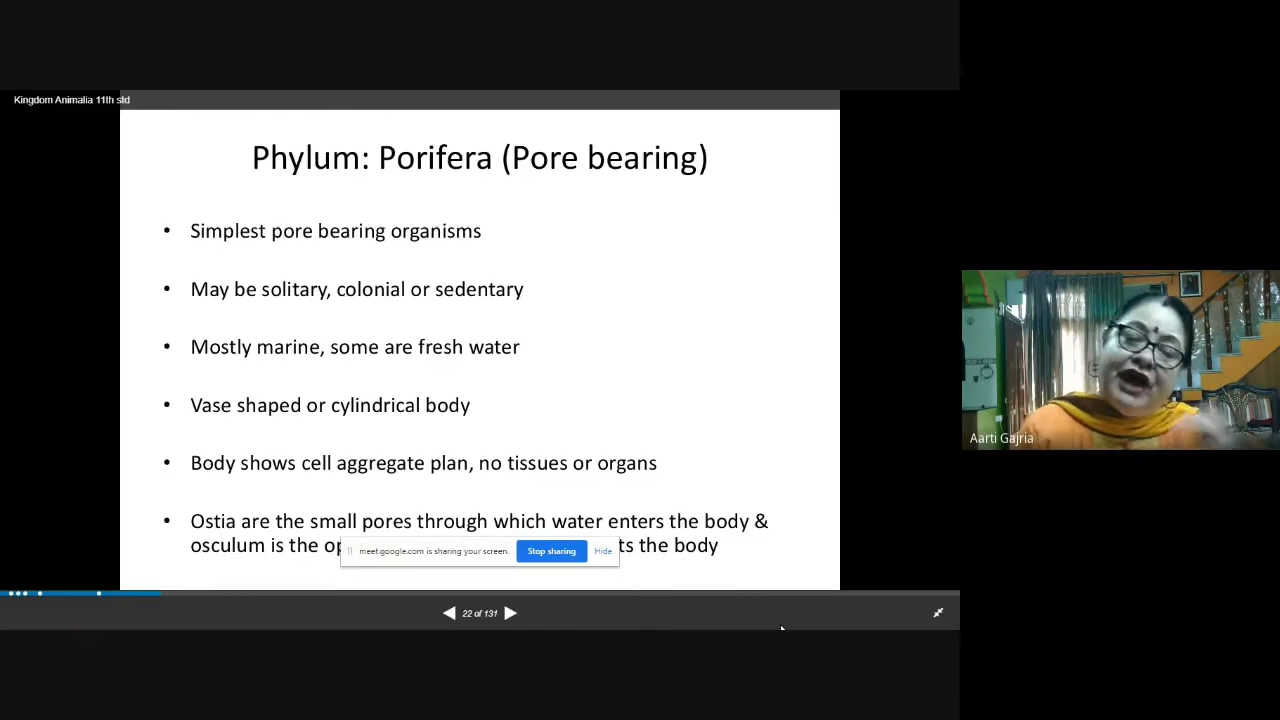 Kingdom Animalia 11th std
Phylum: Porifera (Pore bearing)
• Simplest pore bearing organisms
• May be solitary, colonial or sedentary
• Mostly marine, some are fresh water
• Vase shaped or cylindrical body
• Body shows cell aggregate plan, no tissues or organs
• Ostia are the small pores through which water enters the body &
osculum is the op ts the body
meet.google.com is sharing your screen. Stop sharing Hide
22 of 131
Aarti Gajria